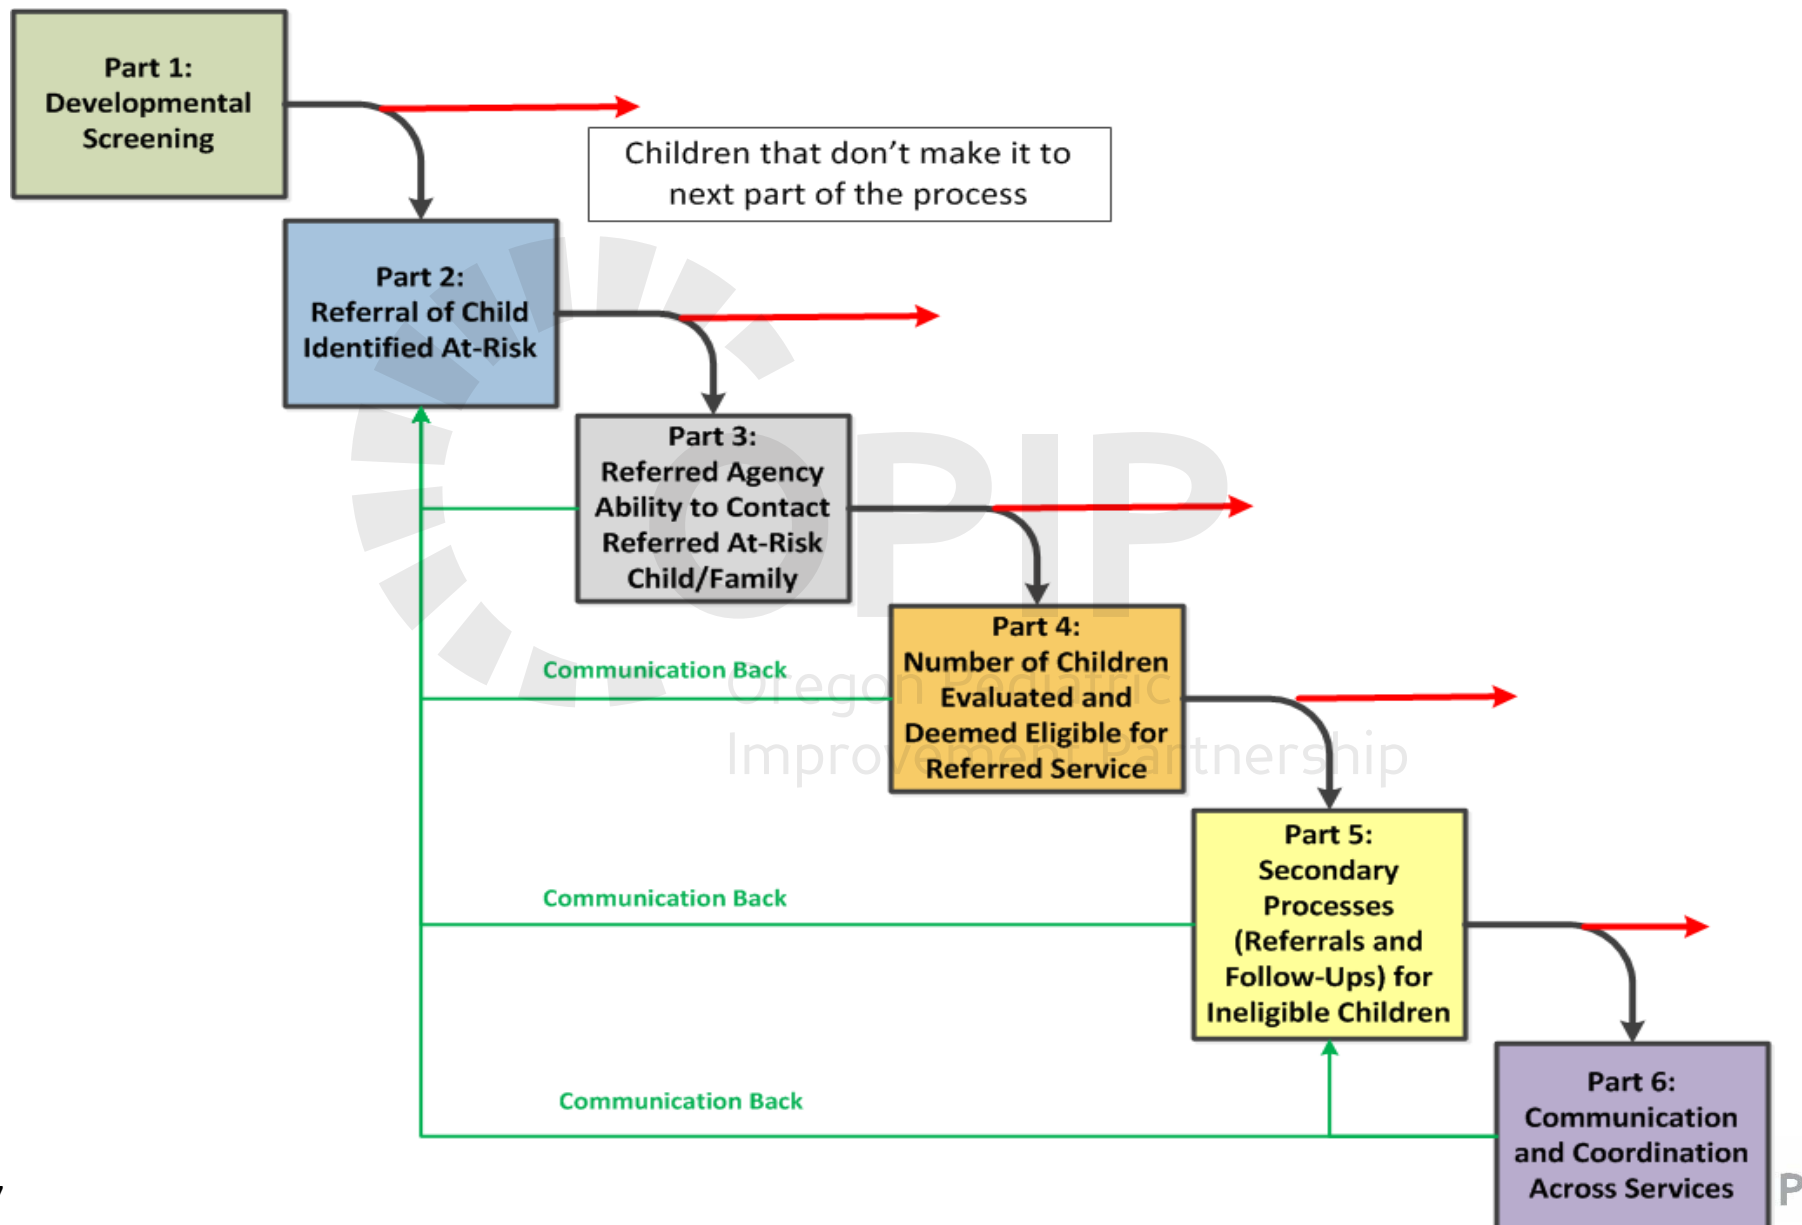 Part 1:
Developmental
Screening
Children that don't make it to
next part of the process
Part 2:
Referral of Child
Identified At-Risk
Part 3:
Referred Agency
Ability to Contact
Referred At-Risk
Child/Family
OPIP
Part 4:
Number of Children
Evaluated and
Deemed Eligible for
Referred Service
Communication Back
Oregon Pediatric
Improvement Partnership
Part 5:
Secondary
Processes
(Referrals and
Follow-Ups) for
Ineligible Children
Communication Back
Part 6:
Communication
and Coordination
Across Services
Communication Back
P